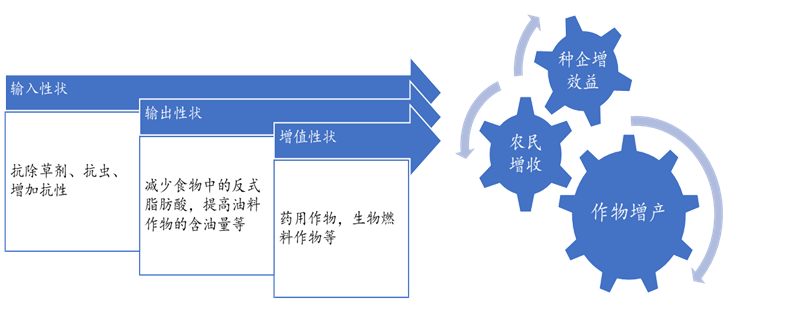 输入性状
抗除草剂、抗虫、
增加抗性
输出性状
减少食物中的反式
脂肪酸，提高油料
作物的含油量等
增值性状
药用作物，生物燃
料作物等
种企增
效益
农民
增收
作物增产